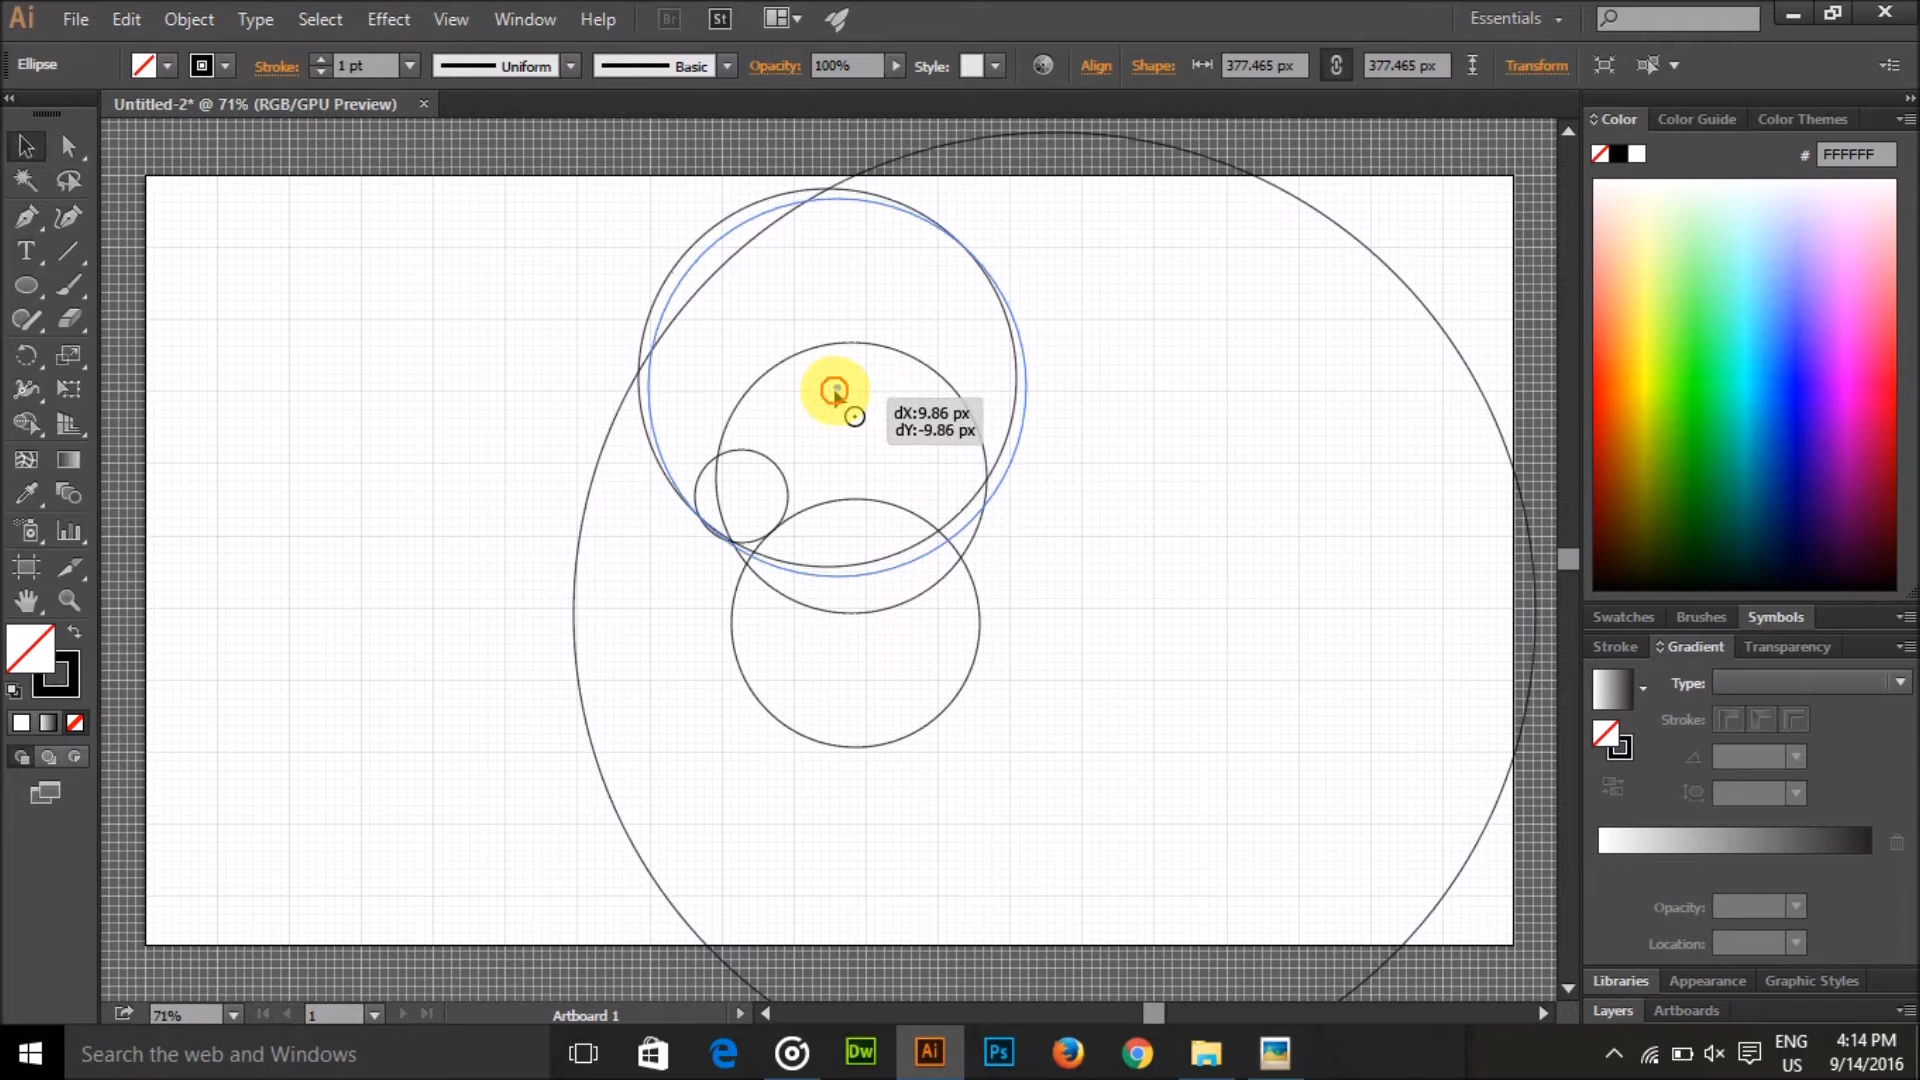 Ai File Edit Object Type Select Effect View Window Help Br St Essentials
Ellipse Stroke: 1 pt Uniform Basic Opacity: 100% Style: Align Shape: 377.465 px 377.465 px Transform
Untitled-2* @ 71% (RGB/GPU Preview) ×
Color Color Guide Color Themes
# FFFFFF
T
dX:9.86 px
dY:-9.86 px
Swatches Brushes Symbols
Stroke Gradient Transparency
Type:
Stroke:
Opacity:
Location:
Libraries Appearance Graphic Styles
71% 1 Artboard 1
Layers Artboards
Search the web and Windows Dw Ai Ps ENG US 4:14 PM 9/14/2016